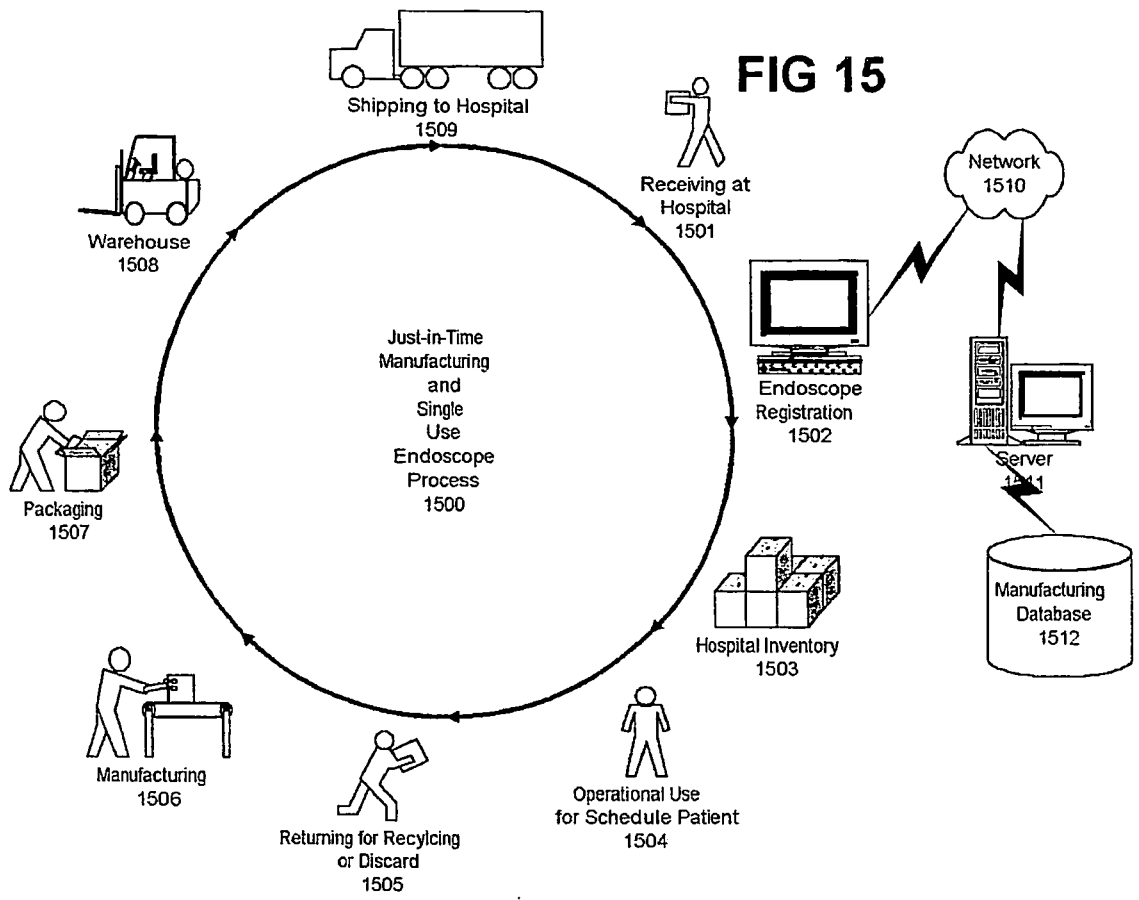 FIG 15
Shipping to Hospital
1509
Receiving at
Hospital
1501
Network
1510
Warehouse
1508
Endoscope
Registration
1502
Just-in-Time
Manufacturing
and
Single
Use
Endoscope
Process
1500
Server
1511
Packaging
1507
Manufacturing
Database
1512
Hospital Inventory
1503
Manufacturing
1506
Operational Use
for Schedule Patient
1504
Returning for Recylcing
or Discard
1505